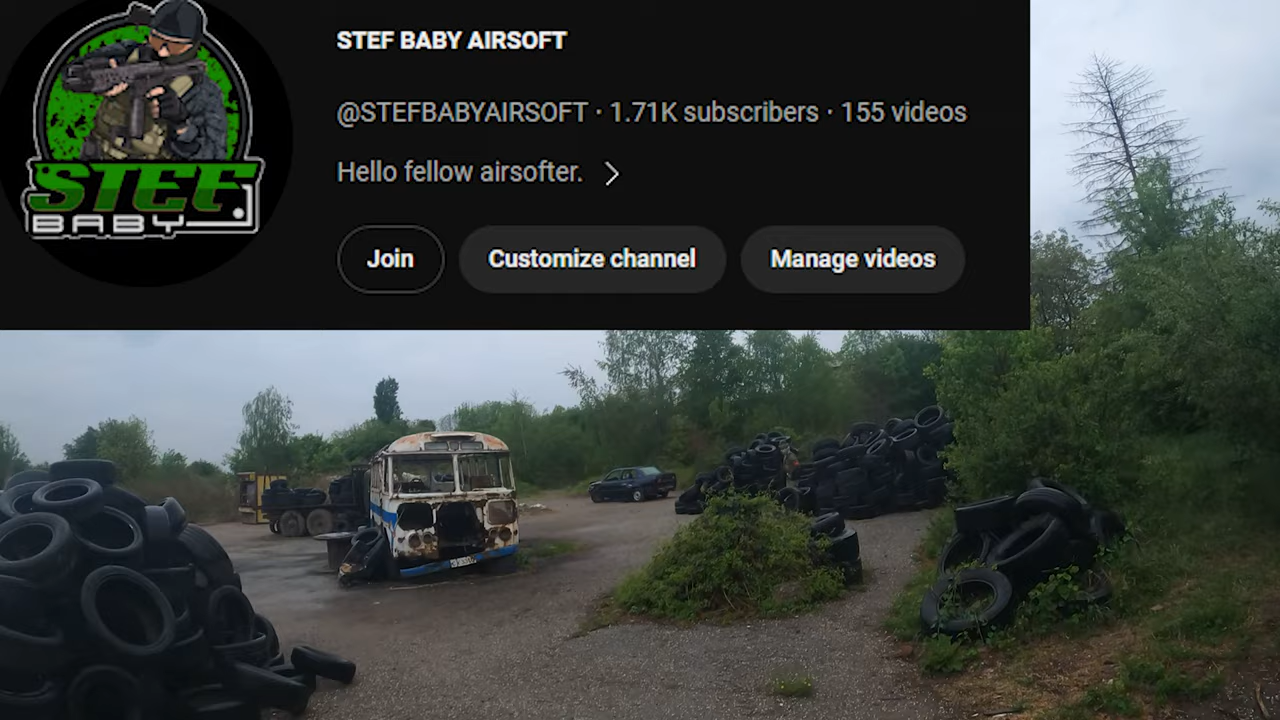 STEF
BABY
STEF BABY AIRSOFT
@STEFBABYAIRSOFT · 1.71K subscribers · 155 videos
Hello fellow airsofter.
Join
Customize channel
Manage videos